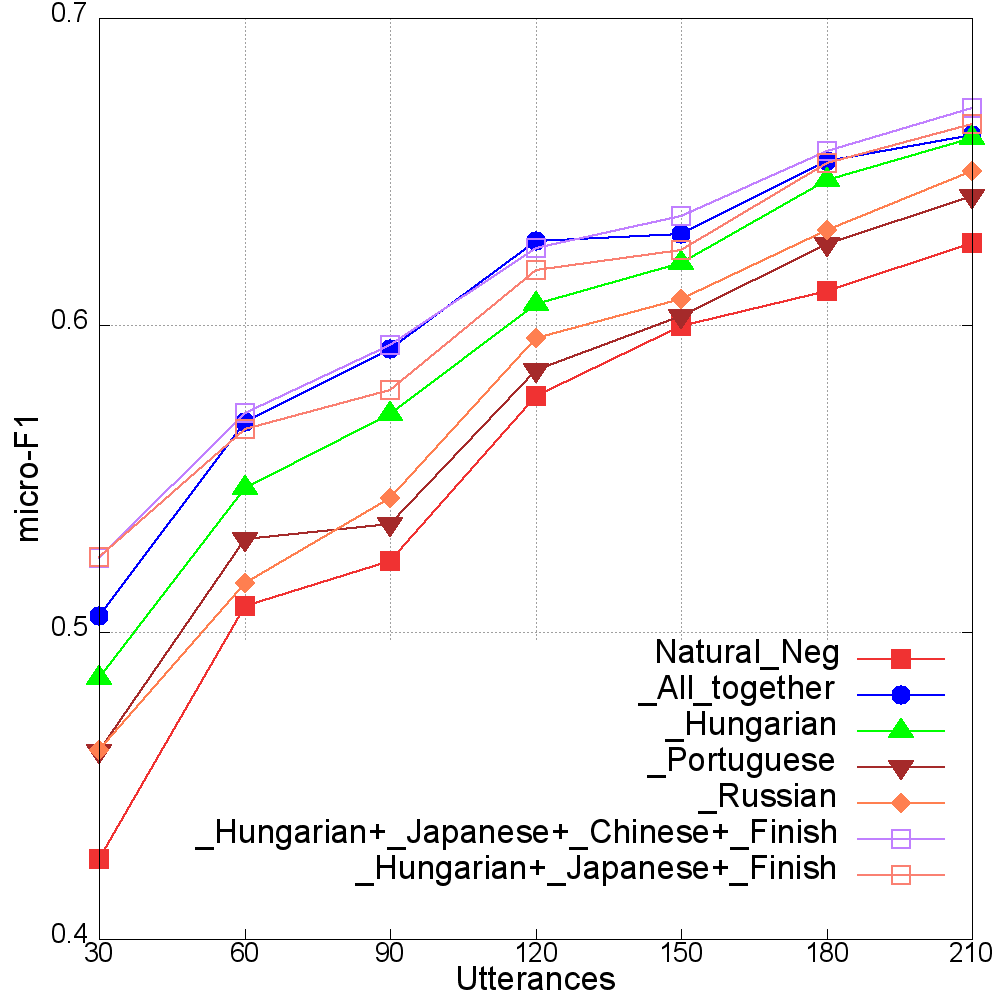 0.7
0.6
0.5
0.4
micro-F1
Natural_Neg
_All_together
_Hungarian
_Portuguese
_Russian
_Hungarian+_Japanese+_Chinese+_Finish
_Hungarian+_Japanese+_Finish
30 60 90 120 150 180 210
Utterances